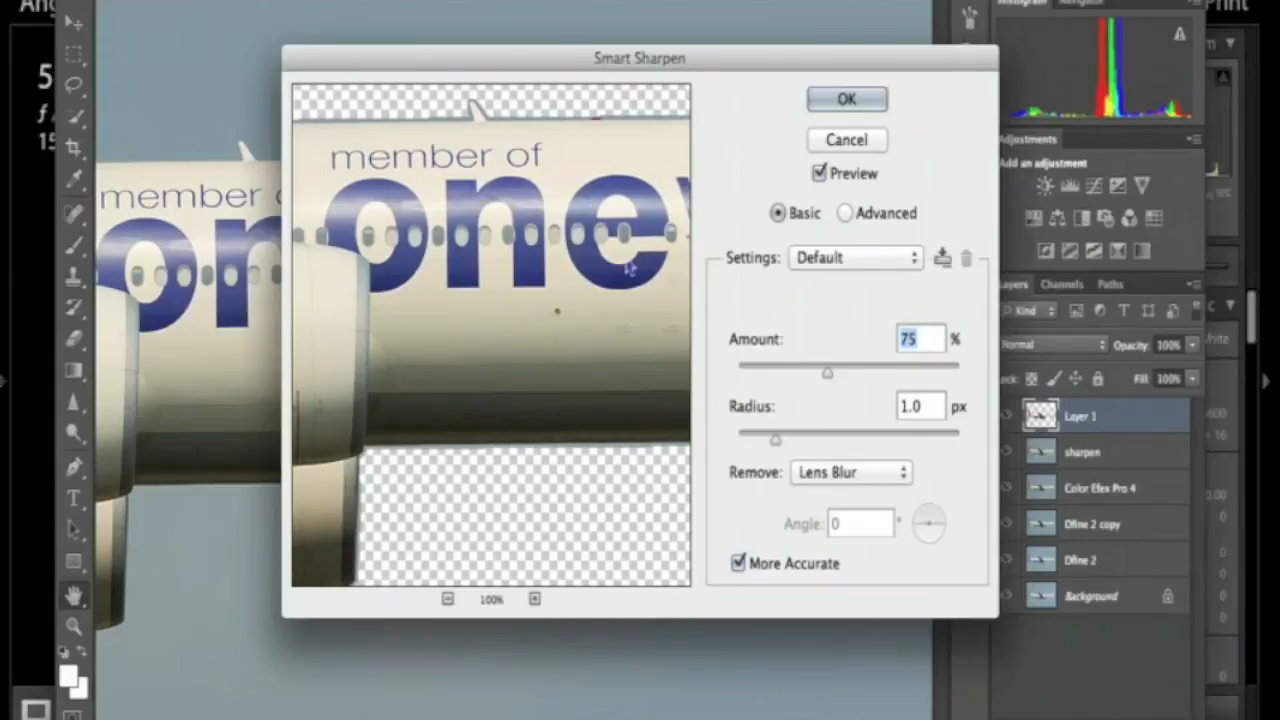 Print
Histogram
Navigator
Smart Sharpen
5
f
15
OK
Cancel
Preview
Basic
Advanced
Settings:
Default
Amount:
75
%
Radius:
1.0
px
Remove:
Lens Blur
Angle:
0
°
More Accurate
100%
member of
one
member
on
Adjustments
Add an adjustment
Layers
Channels
Paths
Kind
Normal
Opacity:
100%
Fill:
100%
Layer 1
sharpen
Color Efex Pro 4
Dfine 2 copy
Dfine 2
Background